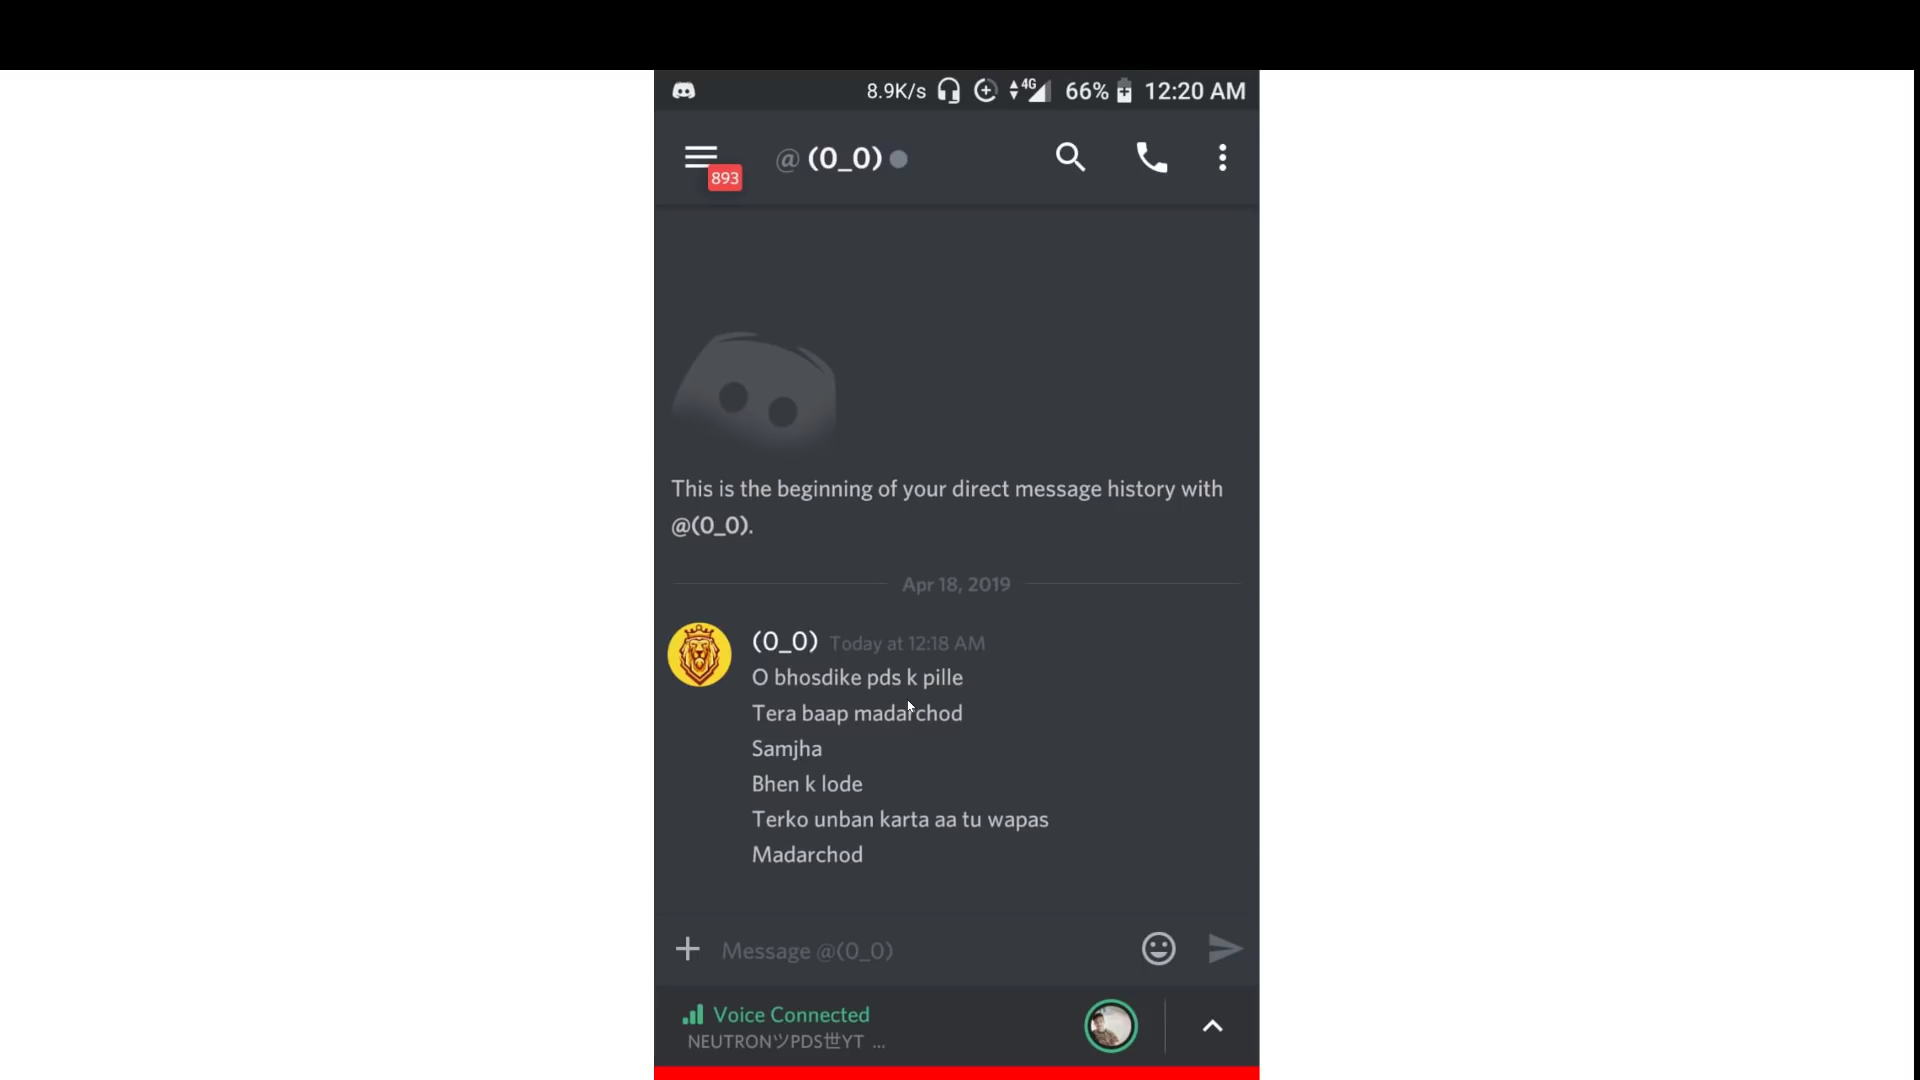 8.9K/s 4G 66% 12:20 AM
893
@ (0_0)
This is the beginning of your direct message history with
@(0_0).
Apr 18, 2019
(0_0) Today at 12:18 AM
O bhosdike pds k pille
Tera baap madarchod
Samjha
Bhen k lode
Terko unban karta aa tu wapas
Madarchod
Message @(0_0)
Voice Connected
NEUTRONツPDS世YT ...